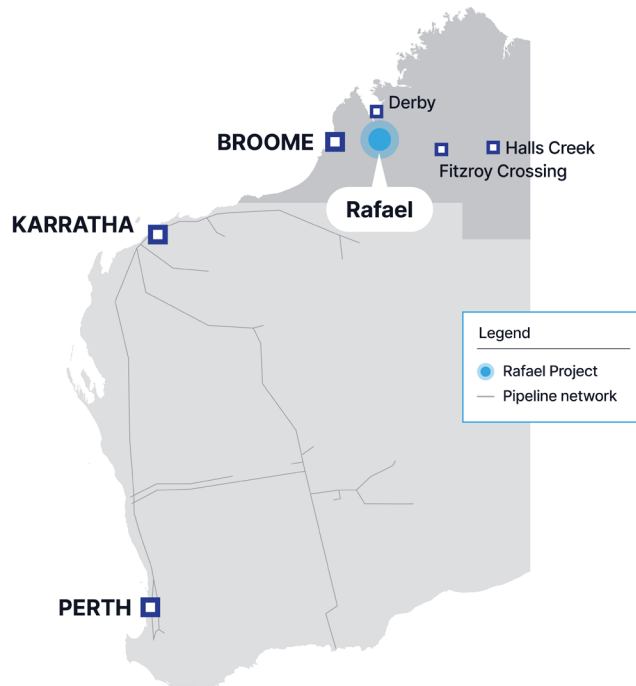 Derby
BROOME
Halls Creek
Fitzroy Crossing
Rafael
KARRATHA
Legend
Rafael Project
Pipeline network
PERTH